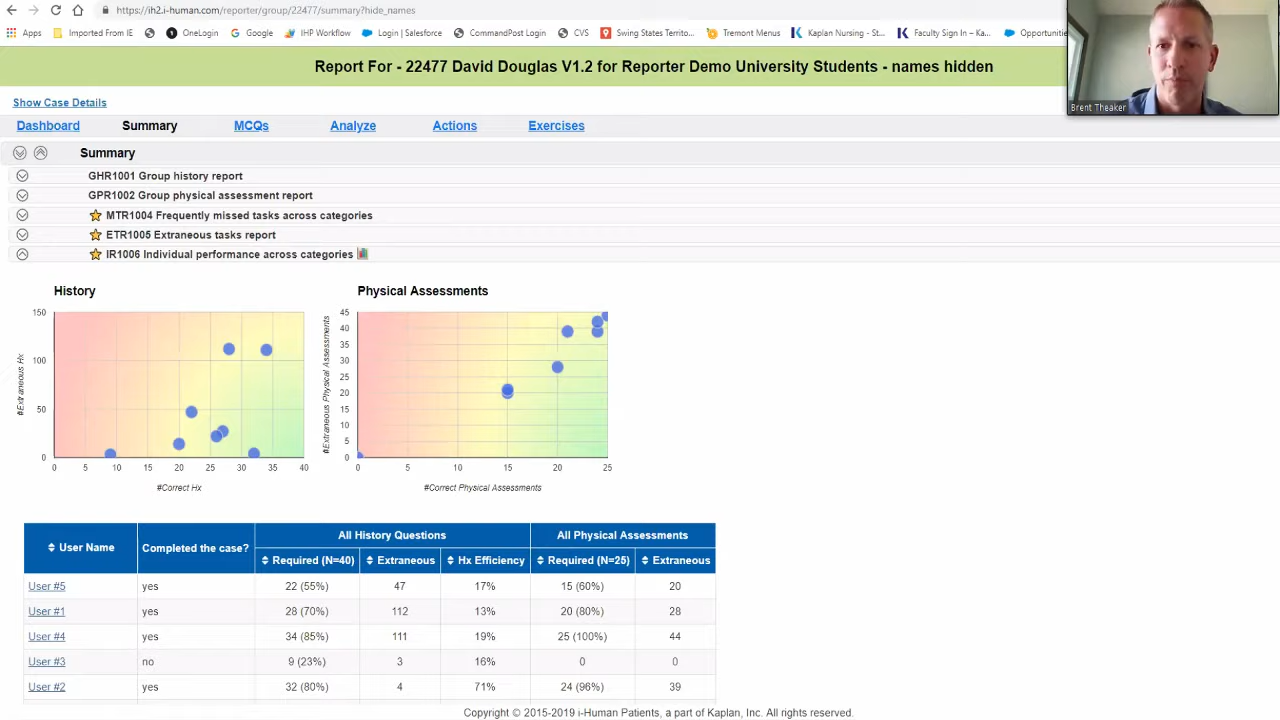 https://ih2.i-human.com/reporter/group/22477/summary?hide_names
Apps Imported From IE OneLogin Google IHP Workflow Login | Salesforce CommandPost Login CVS Swing States Territo... Tremont Menus Kaplan Nursing - St... Faculty Sign In – Ka... Opportunitie
Report For - 22477 David Douglas V1.2 for Reporter Demo University Students - names hidden
Brent Theaker
Show Case Details
Dashboard Summary MCQs Analyze Actions Exercises
Summary
GHR1001 Group history report
GPR1002 Group physical assessment report
MTR1004 Frequently missed tasks across categories
ETR1005 Extraneous tasks report
IR1006 Individual performance across categories
History
#Extraneous Hx
150
100
50
0
0 5 10 15 20 25 30 35 40
#Correct Hx
Physical Assessments
#Extraneous Physical Assessments
45
40
35
30
25
20
15
10
5
0
0 5 10 15 20 25
#Correct Physical Assessments
User Name Completed the case? All History Questions All Physical Assessments
Required (N=40) Extraneous Hx Efficiency Required (N=25) Extraneous
User #5 yes 22 (55%) 47 17% 15 (60%) 20
User #1 yes 28 (70%) 112 13% 20 (80%) 28
User #4 yes 34 (85%) 111 19% 25 (100%) 44
User #3 no 9 (23%) 3 16% 0 0
User #2 yes 32 (80%) 4 71% 24 (96%) 39
Copyright © 2015-2019 i-Human Patients, a part of Kaplan, Inc. All rights reserved.